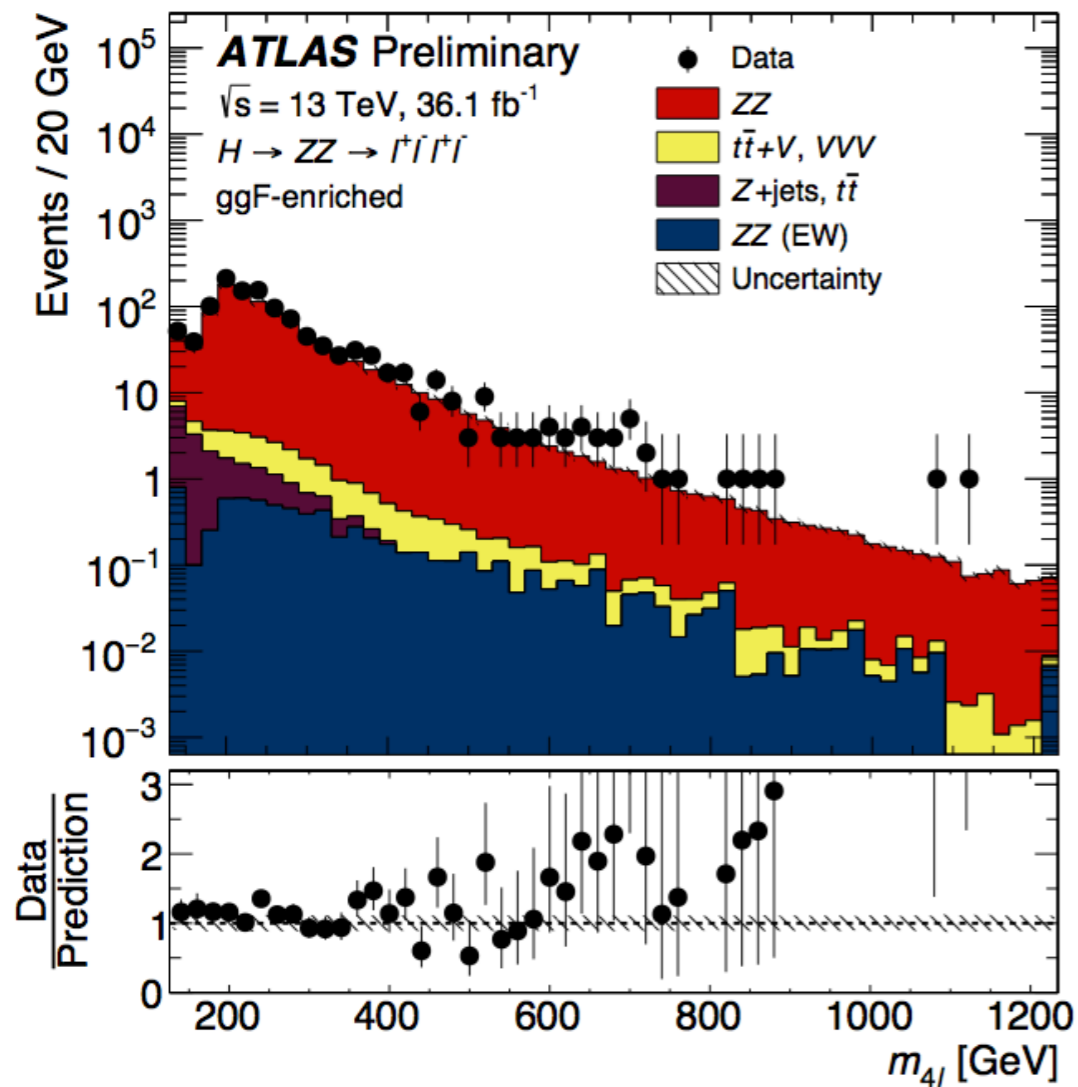 ATLAS Preliminary
√s = 13 TeV, 36.1 fb⁻¹
H → ZZ → l⁺l⁻l⁺l⁻
ggF-enriched
Data
ZZ
tt̄+V, VVV
Z+jets, tt̄
ZZ (EW)
Uncertainty
Events / 20 GeV
10⁵
10⁴
10³
10²
10
1
10⁻¹
10⁻²
10⁻³
Data
Prediction
3
2
1
0
200 400 600 800 1000 1200
m₄ₗ [GeV]